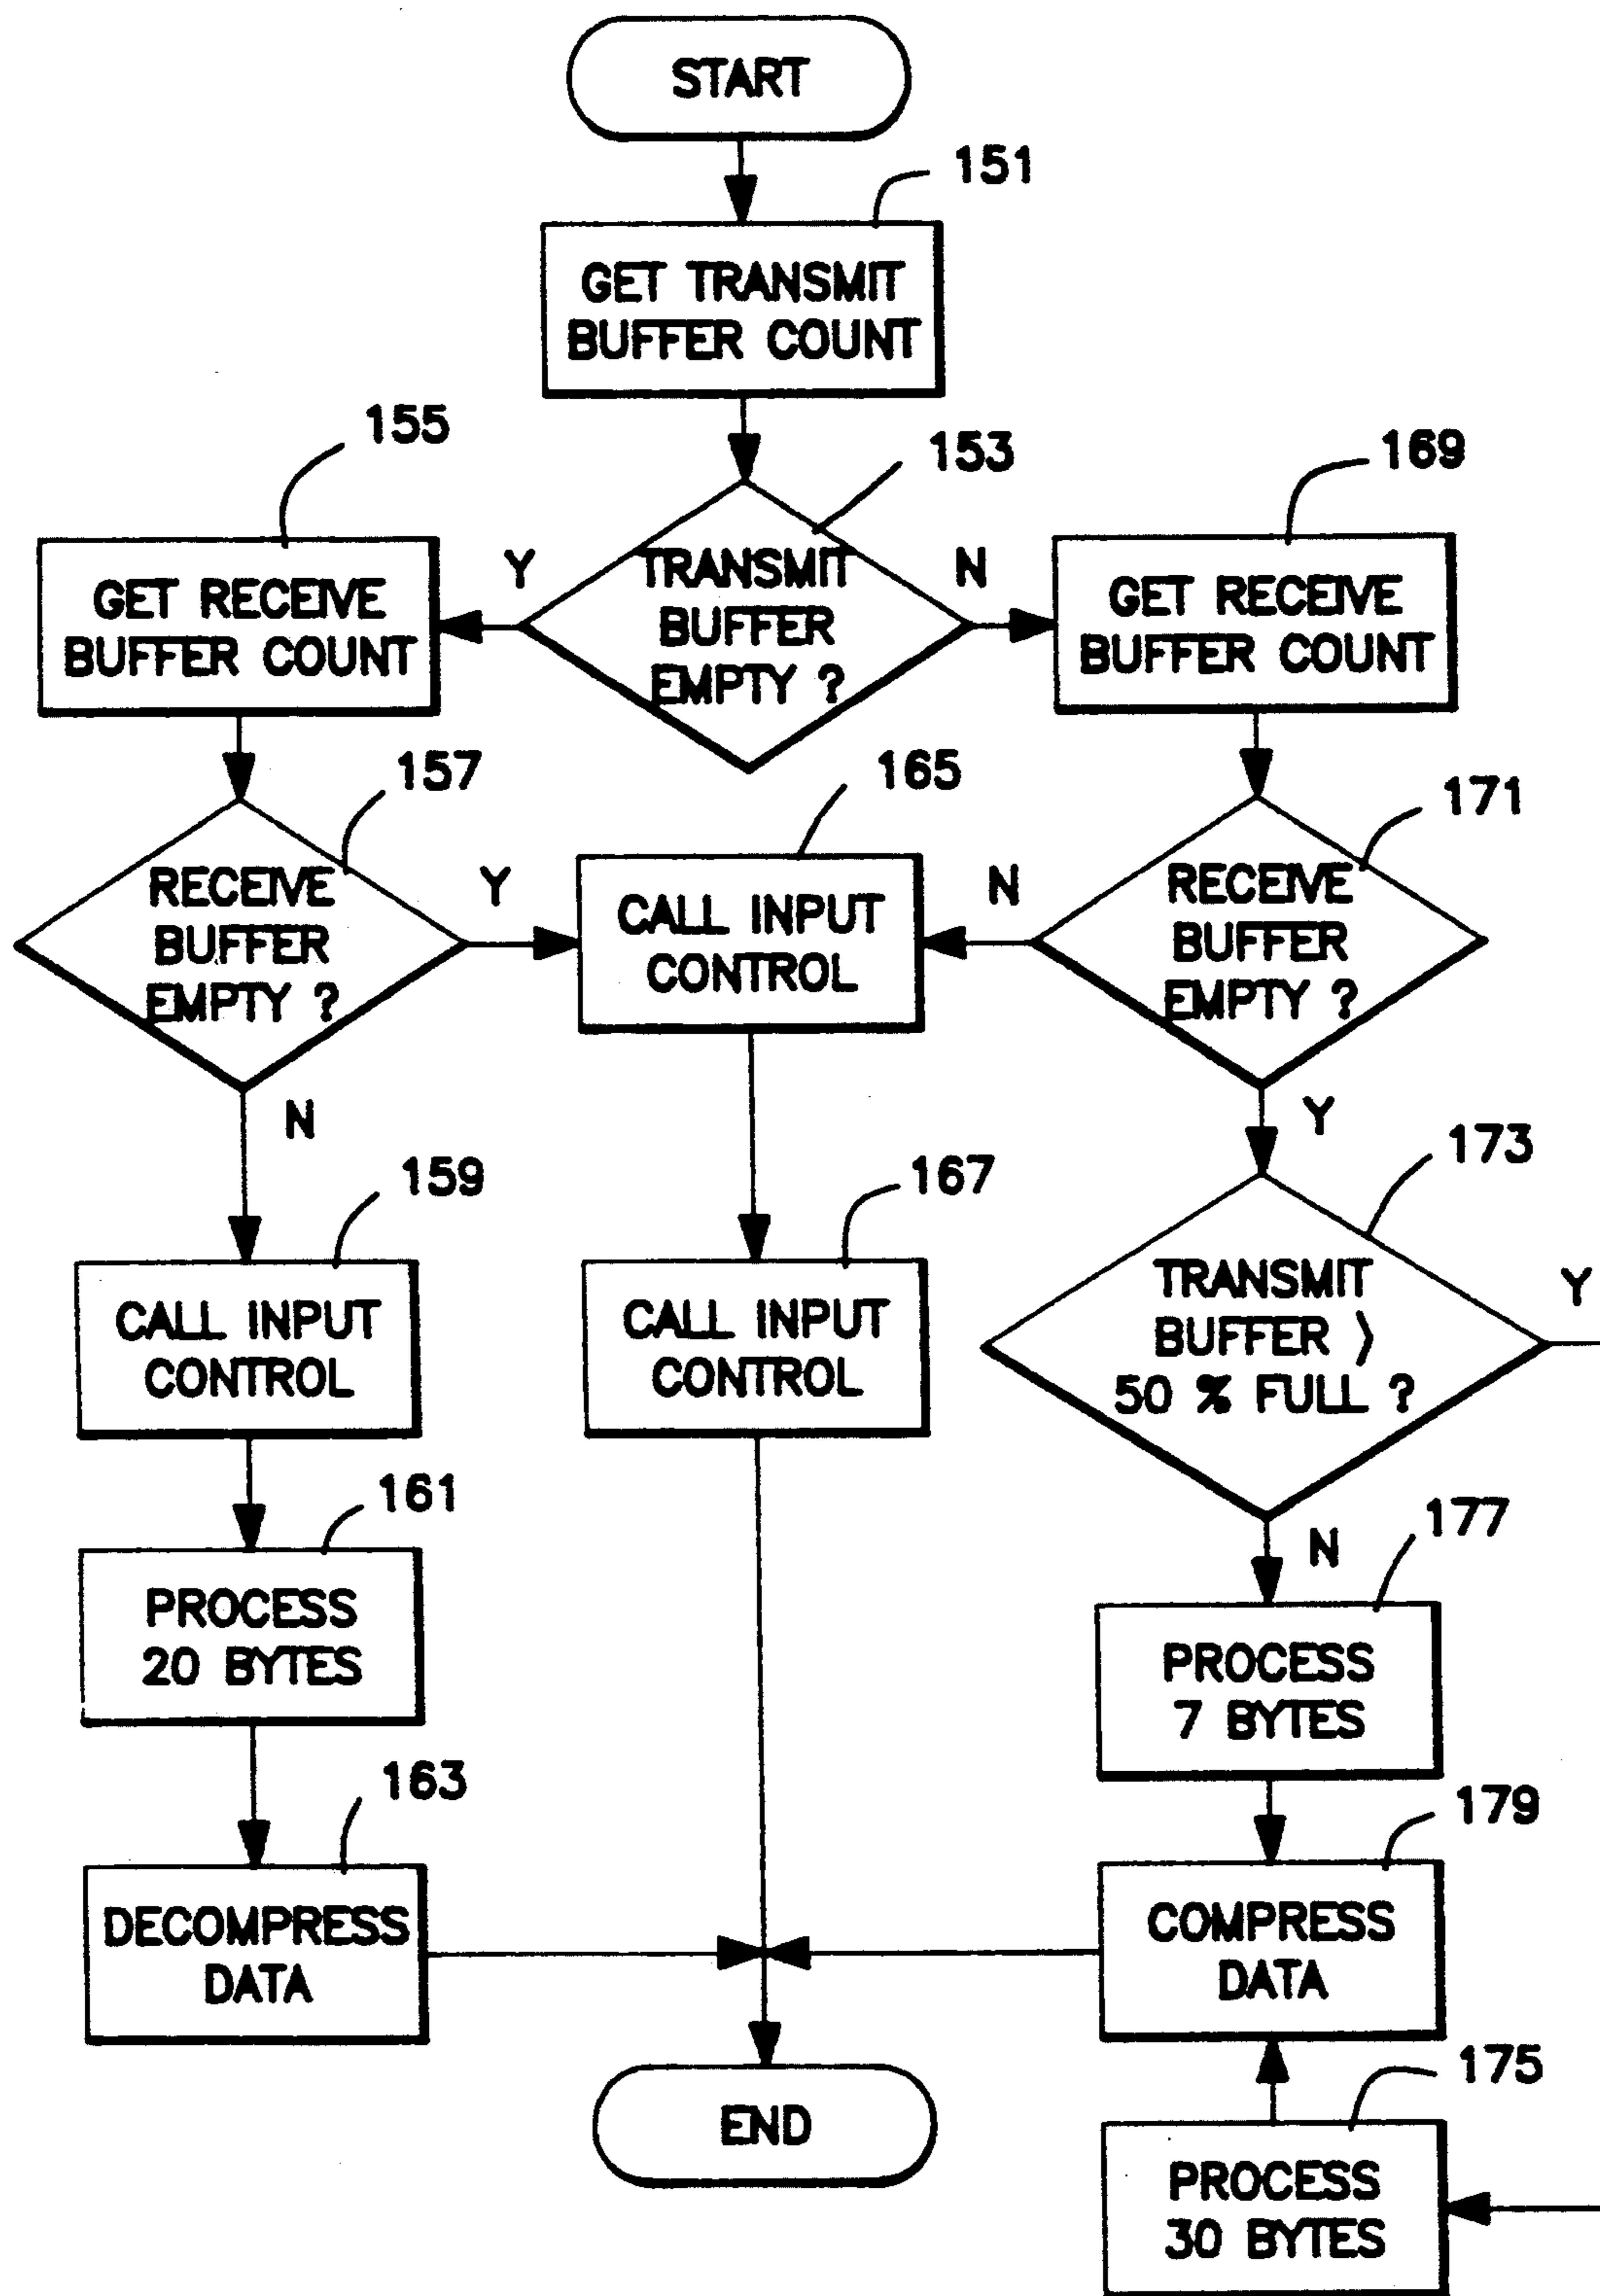 START
151
GET TRANSMIT
BUFFER COUNT
155
153
169
GET RECEIVE
BUFFER COUNT
Y
TRANSMIT
BUFFER
EMPTY ?
N
GET RECEIVE
BUFFER COUNT
157
165
171
RECEIVE
BUFFER
EMPTY ?
Y
CALL INPUT
CONTROL
N
RECEIVE
BUFFER
EMPTY ?
N
Y
159
167
173
CALL INPUT
CONTROL
CALL INPUT
CONTROL
TRANSMIT
BUFFER >
50 % FULL ?
Y
161
N
177
PROCESS
20 BYTES
PROCESS
7 BYTES
163
179
DECOMPRESS
DATA
COMPRESS
DATA
175
END
PROCESS
30 BYTES